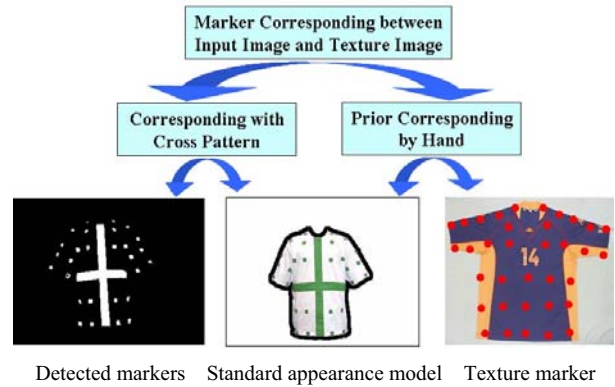 Marker Corresponding between
Input Image and Texture Image
Corresponding with
Cross Pattern
Prior Corresponding
by Hand
14
Detected markers Standard appearance model Texture marker